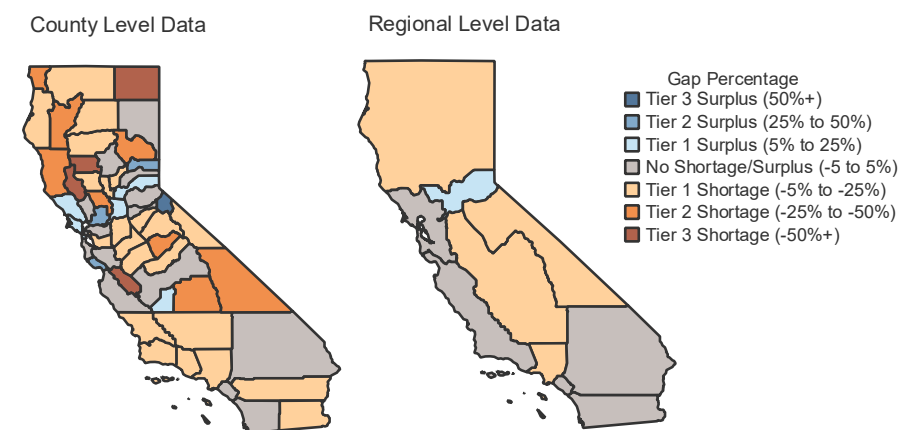 County Level Data
Regional Level Data
Gap Percentage
Tier 3 Surplus (50%+)
Tier 2 Surplus (25% to 50%)
Tier 1 Surplus (5% to 25%)
No Shortage/Surplus (-5 to 5%)
Tier 1 Shortage (-5% to -25%)
Tier 2 Shortage (-25% to -50%)
Tier 3 Shortage (-50%+)